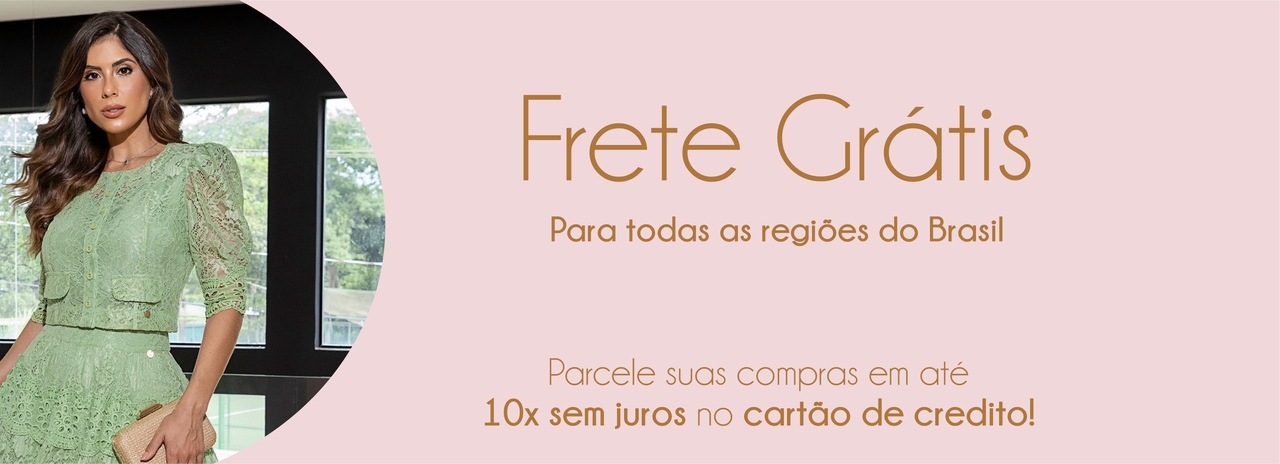 Frete Grátis
Para todas as regiões do Brasil
Parcele suas compras em até
10x sem juros no cartão de credito!